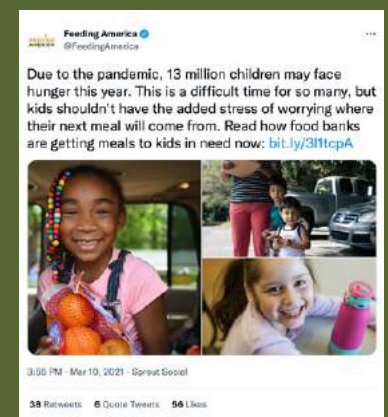 Feeding America
@FeedingAmerica
Due to the pandemic, 13 million children may face
hunger this year. This is a difficult time for so many, but
kids shouldn't have the added stress of worrying where
their next meal will come from. Read how food banks
are getting meals to kids in need now: bit.ly/3l1tcpA
3:55 PM - Mar 10, 2021 - Sprout Social
38 Retweets 6 Quote Tweets 56 Likes